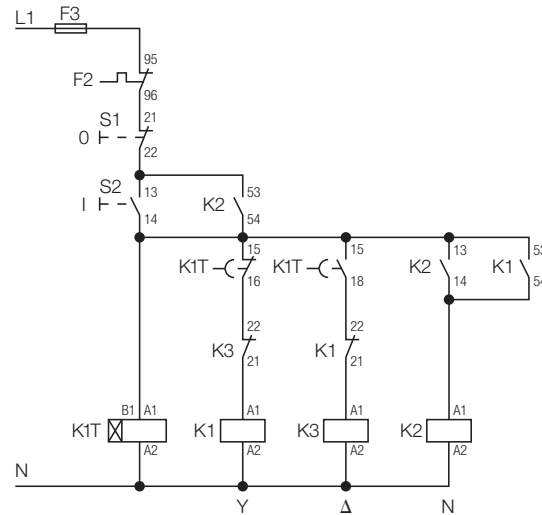 L1 F3
95
F2
96
S1 21
0
22
S2 13 53
I K2
14 54
15 15 13 53
K1T K1T K2 K1
16 18 14 54
22 22
K3 K1
21 21
B1 A1 A1 A1 A1
K1T K1 K3 K2
A2 A2 A2 A2
N
Y Δ N